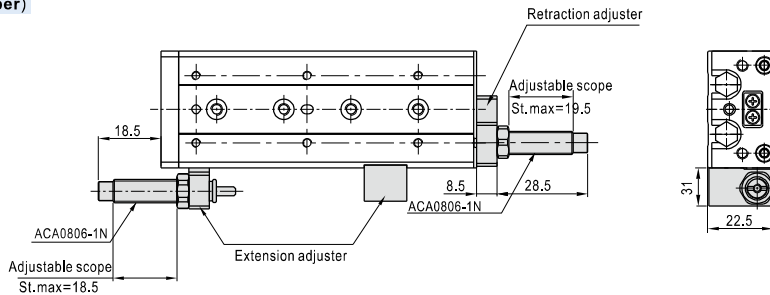 per)
Retraction adjuster
Adjustable scope
St.max=19.5
18.5
8.5
28.5
ACA0806-1N
31
22.5
ACA0806-1N
Extension adjuster
Adjustable scope
St.max=18.5